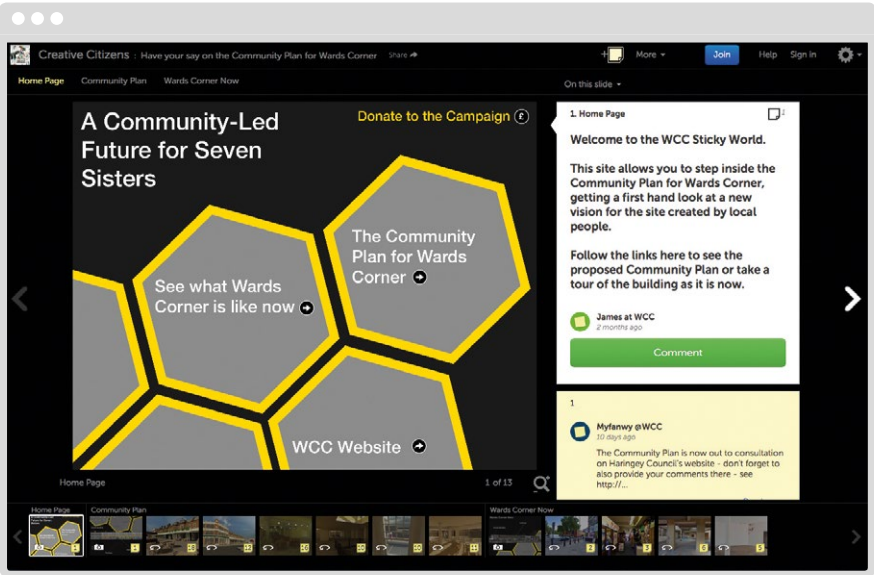 Creative Citizens : Have your say on the Community Plan for Wards Corner Share
More
Join
Help
Sign In
Home Page Community Plan Wards Corner Now
On this slide
A Community-Led
Future for Seven
Sisters
Donate to the Campaign £
The Community
Plan for Wards
Corner
See what Wards
Corner is like now
WCC Website
Home Page
1 of 13
1. Home Page
1
Welcome to the WCC Sticky World.
This site allows you to step inside the
Community Plan for Wards Corner,
getting a first hand look at a new
vision for the site created by local
people.
Follow the links here to see the
proposed Community Plan or take a
tour of the building as it is now.
James at WCC
2 months ago
Comment
1
Myfanwy @WCC
10 days ago
The Community Plan is now out to consultation
on Haringey Council's website - don't forget to
also provide your comments there - see
http://...
Home Page Community Plan Wards Corner Now